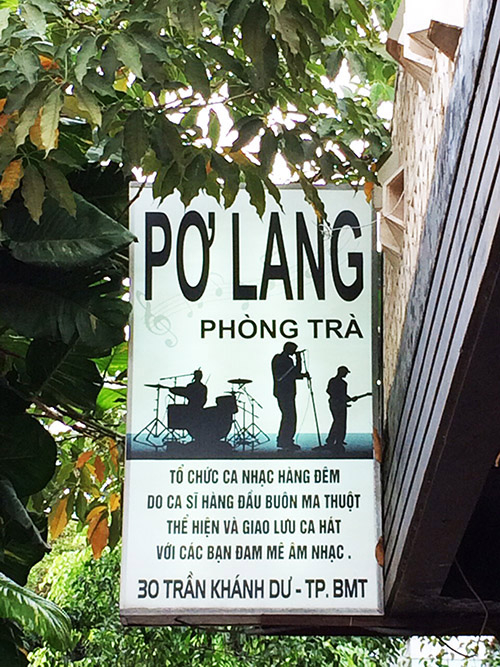 PƠ LANG
PHÒNG TRÀ
TỔ CHỨC CA NHẠC HÀNG ĐÊM
DO CA SĨ HÀNG ĐẦU BUÔN MA THUỘT
THỂ HIỆN VÀ GIAO LƯU CA HÁT
VỚI CÁC BẠN ĐAM MÊ ÂM NHẠC .
30 TRẦN KHÁNH DƯ - TP. BMT